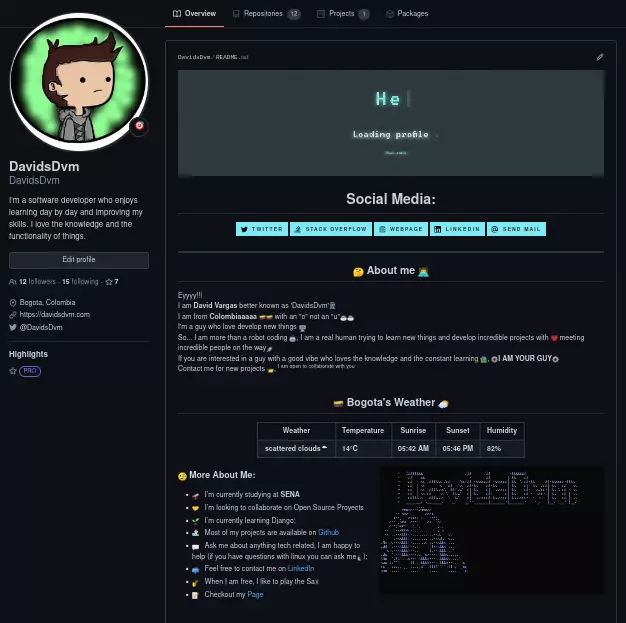 Overview
Repositories 12
Projects 1
Packages
DavidsDvm/README.md
He
Loading profile
DavidsDvm
DavidsDvm
I'm a software developer who enjoys
learning day by day and improving my
skills. I love the knowledge and the
functionality of things.
Edit profile
12 followers · 15 following · 7
Bogota, Colombia
https://davidsdvm.com
@DavidsDvm
Highlights
PRO
Social Media:
TWITTER
STACK OVERFLOW
WEBPAGE
LINKEDIN
SEND MAIL
🤔 About me 👨‍💻
Eyyyy!!
I am David Vargas better known as 'DavidsDvm'
I am from Colombiaaaaa with an "o" not an "u"☕☕
I'm a guy who love development new things
So... I am more than a robot coding 🤖, I am a real human trying to learn new things and develop incredible projects with ❤️ meeting
incredible people on the way
If you are interested in a guy with a good vibe who loves the knowledge and the constant learning , I AM YOUR GUY
Contact me for new projects , I am open to collaborate with you
Bogota's Weather
Weather Temperature Sunrise Sunset Humidity
scattered clouds☁ 14°C 05:42 AM 05:46 PM 82%
More About Me:
I'm currently studying at SENA
I'm looking to collaborate on Open Source Proyects
I'm currently learning Django;
Most of my projects are available on Github
Ask me about anything tech related, I am happy to
help (if you have questions with linux you can ask me🐧);
Feel free to contact me on LinkedIn
When I am free, I like to play the Sax
Checkout my Page